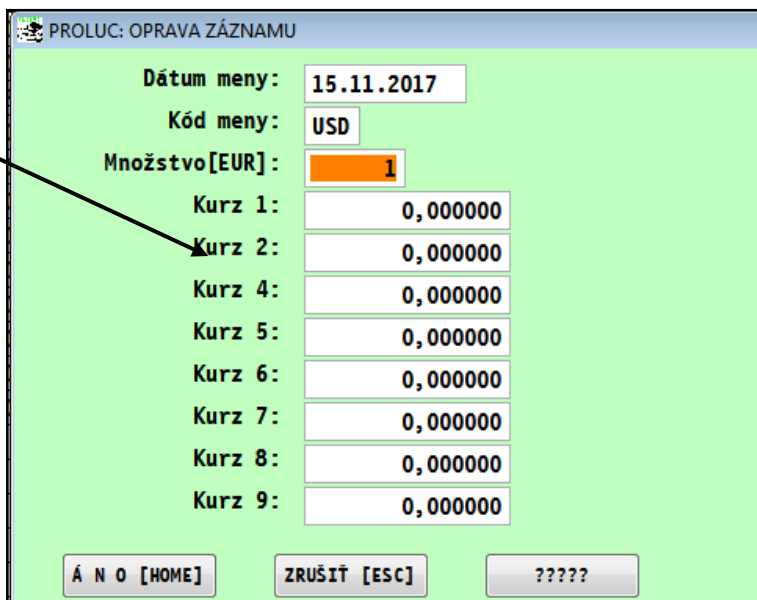 PROLUC: OPRAVA ZÁZNAMU
Dátum meny: 15.11.2017
Kód meny: USD
Množstvo[EUR]: 1
Kurz 1: 0,000000
Kurz 2: 0,000000
Kurz 4: 0,000000
Kurz 5: 0,000000
Kurz 6: 0,000000
Kurz 7: 0,000000
Kurz 8: 0,000000
Kurz 9: 0,000000
Á N O [HOME] ZRUŠIŤ [ESC] ?????